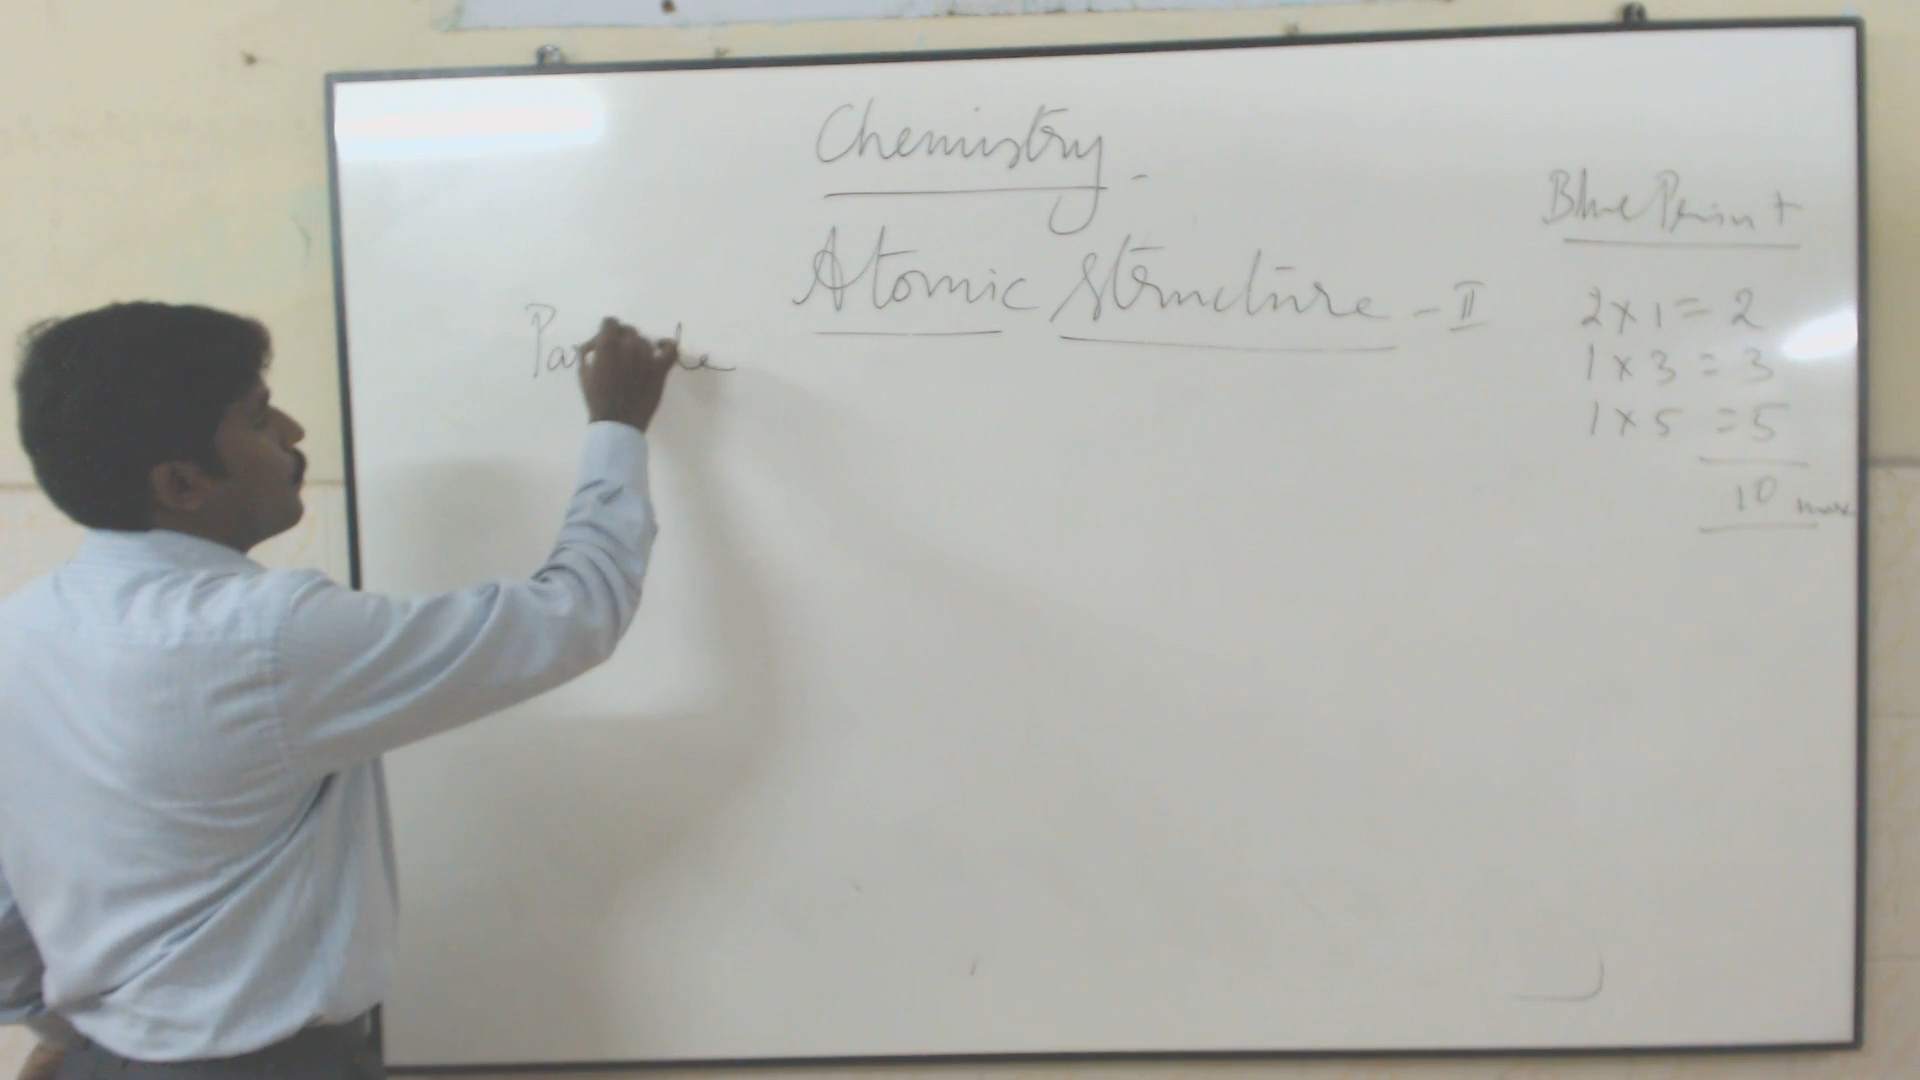 Chemistry -
Atomic Structure - II
Blue Print
2 x 1 = 2
1 x 3 = 3
1 x 5 = 5
10